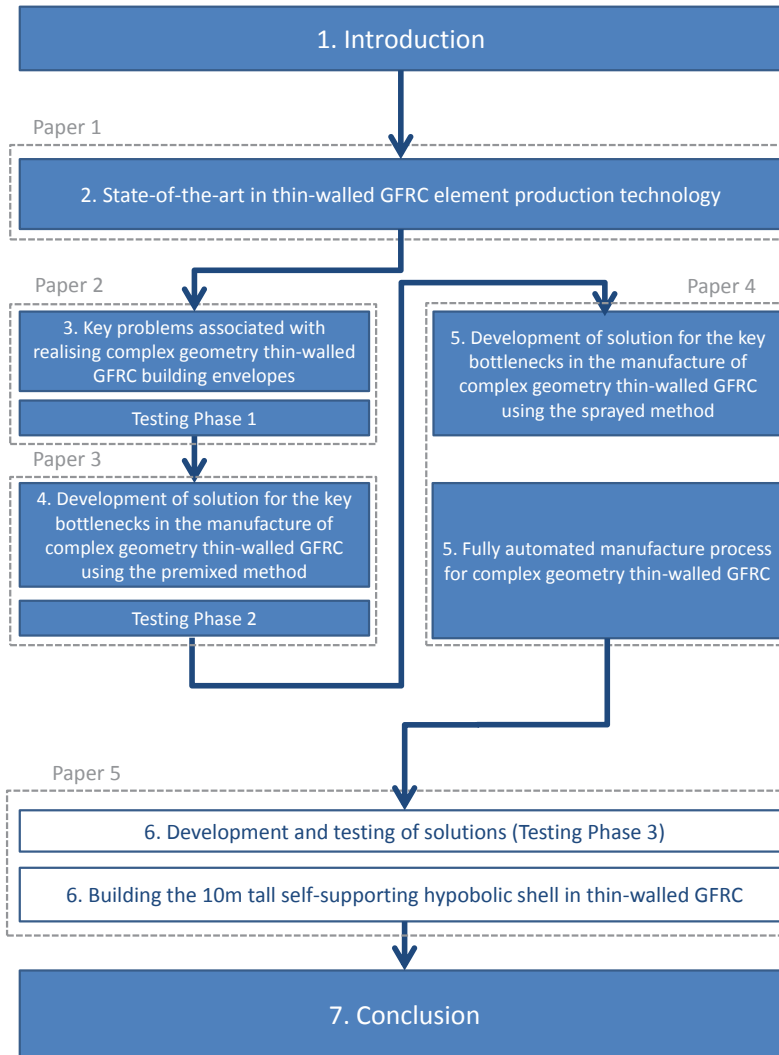 1. Introduction
Paper 1
2. State-of-the-art in thin-walled GFRC element production technology
Paper 2
3. Key problems associated with
realising complex geometry thin-walled
GFRC building envelopes
Testing Phase 1
Paper 3
4. Development of solution for the key
bottlenecks in the manufacture of
complex geometry thin-walled GFRC
using the premixed method
Testing Phase 2
Paper 4
5. Development of solution for the key
bottlenecks in the manufacture of
complex geometry thin-walled GFRC
using the sprayed method
5. Fully automated manufacture process
for complex geometry thin-walled GFRC
Paper 5
6. Development and testing of solutions (Testing Phase 3)
6. Building the 10m tall self-supporting hypobolic shell in thin-walled GFRC
7. Conclusion